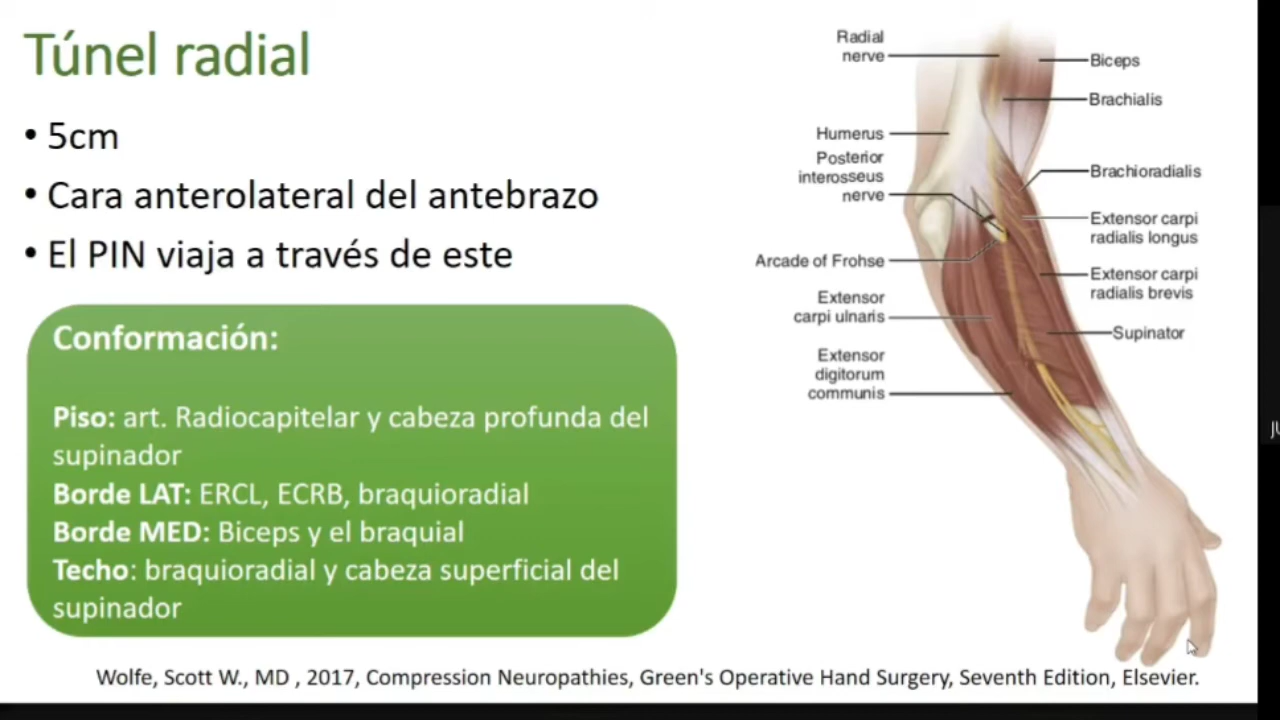 Túnel radial
• 5cm
• Cara anterolateral del antebrazo
• El PIN viaja a través de este
Conformación:
Piso: art. Radiocapitelar y cabeza profunda del
supinador
Borde LAT: ERCL, ECRB, braquioradial
Borde MED: Biceps y el braquial
Techo: braquioradial y cabeza superficial del
supinador
Radial
nerve
Humerus
Posterior
interosseus
nerve
Arcade of Frohse
Extensor
carpi ulnaris
Extensor
digitorum
communis
Biceps
Brachialis
Brachioradialis
Extensor carpi
radialis longus
Extensor carpi
radialis brevis
Supinator
Wolfe, Scott W., MD , 2017, Compression Neuropathies, Green's Operative Hand Surgery, Seventh Edition, Elsevier.